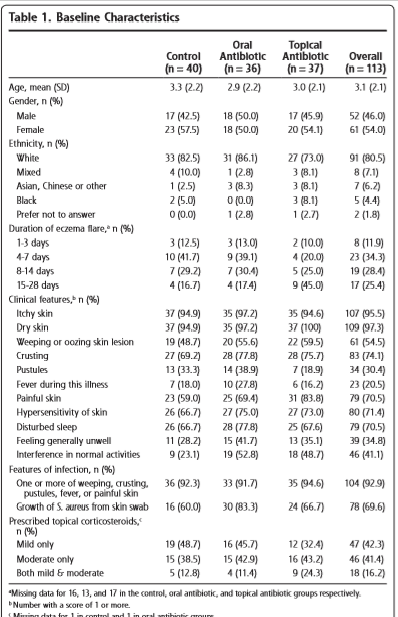 Table 1. Baseline Characteristics
Control (n = 40) Oral Antibiotic (n = 36) Topical Antibiotic (n = 37) Overall (n = 113)
Age, mean (SD) 3.3 (2.2) 2.9 (2.2) 3.0 (2.1) 3.1 (2.1)
Gender, n (%)
Male 17 (42.5) 18 (50.0) 17 (45.9) 52 (46.0)
Female 23 (57.5) 18 (50.0) 20 (54.1) 61 (54.0)
Ethnicity, n (%)
White 33 (82.5) 31 (86.1) 27 (73.0) 91 (80.5)
Mixed 4 (10.0) 1 (2.8) 3 (8.1) 8 (7.1)
Asian, Chinese or other 1 (2.5) 3 (8.3) 3 (8.1) 7 (6.2)
Black 2 (5.0) 0 (0.0) 3 (8.1) 5 (4.4)
Prefer not to answer 0 (0.0) 1 (2.8) 1 (2.7) 2 (1.8)
Duration of eczema flare,a n (%)
1-3 days 3 (12.5) 3 (13.0) 2 (10.0) 8 (11.9)
4-7 days 10 (41.7) 9 (39.1) 4 (20.0) 23 (34.3)
8-14 days 7 (29.2) 7 (30.4) 5 (25.0) 19 (28.4)
15-28 days 4 (16.7) 4 (17.4) 9 (45.0) 17 (25.4)
Clinical features,b n (%)
Itchy skin 37 (94.9) 35 (97.2) 35 (94.6) 107 (95.5)
Dry skin 37 (94.9) 35 (97.2) 37 (100) 109 (97.3)
Weeping or oozing skin lesion 19 (48.7) 20 (55.6) 22 (59.5) 61 (54.5)
Crusting 27 (69.2) 28 (77.8) 28 (75.7) 83 (74.1)
Pustules 13 (33.3) 14 (38.9) 7 (18.9) 34 (30.4)
Fever during this illness 7 (18.0) 10 (27.8) 6 (16.2) 23 (20.5)
Painful skin 23 (59.0) 25 (69.4) 31 (83.8) 79 (70.5)
Hypersensitivity of skin 26 (66.7) 27 (75.0) 27 (73.0) 80 (71.4)
Disturbed sleep 26 (66.7) 28 (77.8) 25 (67.6) 79 (70.5)
Feeling generally unwell 11 (28.2) 15 (41.7) 13 (35.1) 39 (34.8)
Interference in normal activities 9 (23.1) 19 (52.8) 18 (48.7) 46 (41.1)
Features of infection, n (%)
One or more of weeping, crusting, 36 (92.3) 33 (91.7) 35 (94.6) 104 (92.9)
pustules, fever, or painful skin
Growth of S. aureus from skin swab 16 (60.0) 30 (83.3) 24 (66.7) 78 (69.6)
Prescribed topical corticosteroids,c
n (%)
Mild only 19 (48.7) 16 (45.7) 12 (32.4) 47 (42.3)
Moderate only 15 (38.5) 15 (42.9) 16 (43.2) 46 (41.4)
Both mild & moderate 5 (12.8) 4 (11.4) 9 (24.3) 18 (16.2)
a Missing data for 16, 13, and 17 in the control, oral antibiotic, and topical antibiotic groups respectively.
b Number with a score of 1 or more.
c Missing data for 1 in control and 1 in oral antibiotic groups.